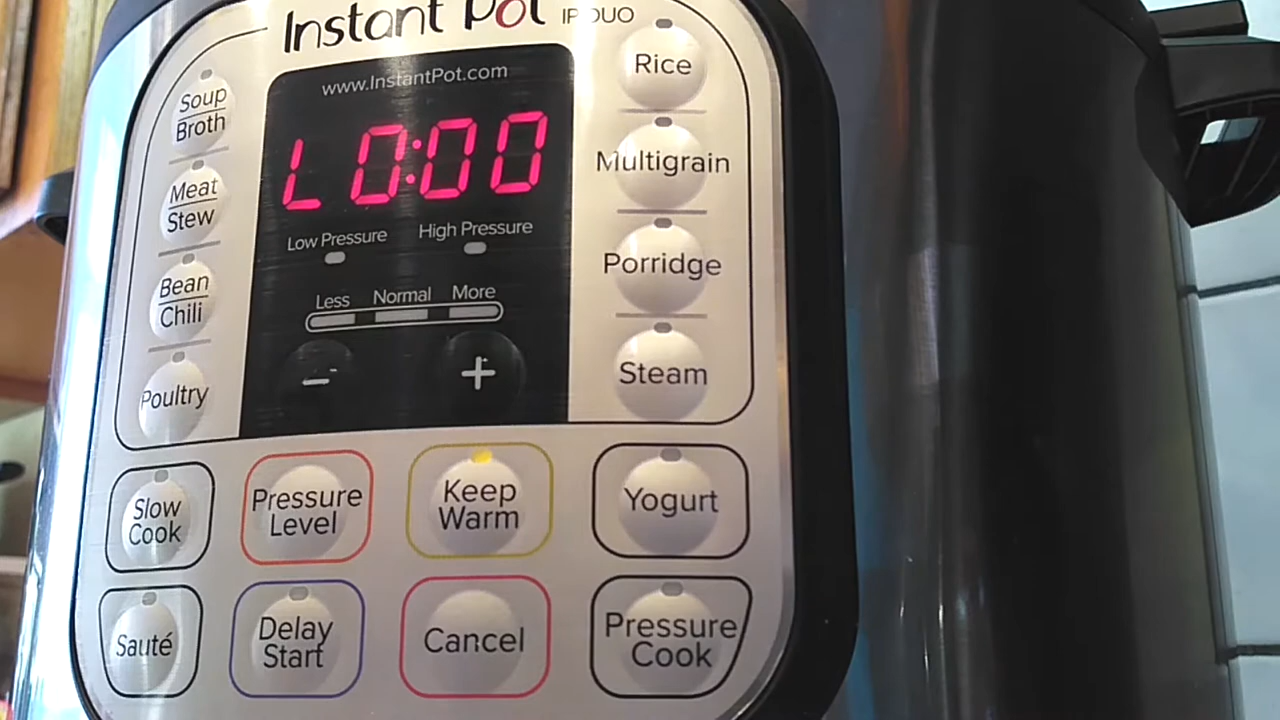 Instant Pot IP-DUO
www.InstantPot.com
L0:00
Low Pressure High Pressure
Less Normal More
− +
Soup
Broth
Meat
Stew
Bean
Chili
Poultry
Rice
Multigrain
Porridge
Steam
Slow
Cook
Pressure
Level
Keep
Warm
Yogurt
Sauté
Delay
Start
Cancel
Pressure
Cook